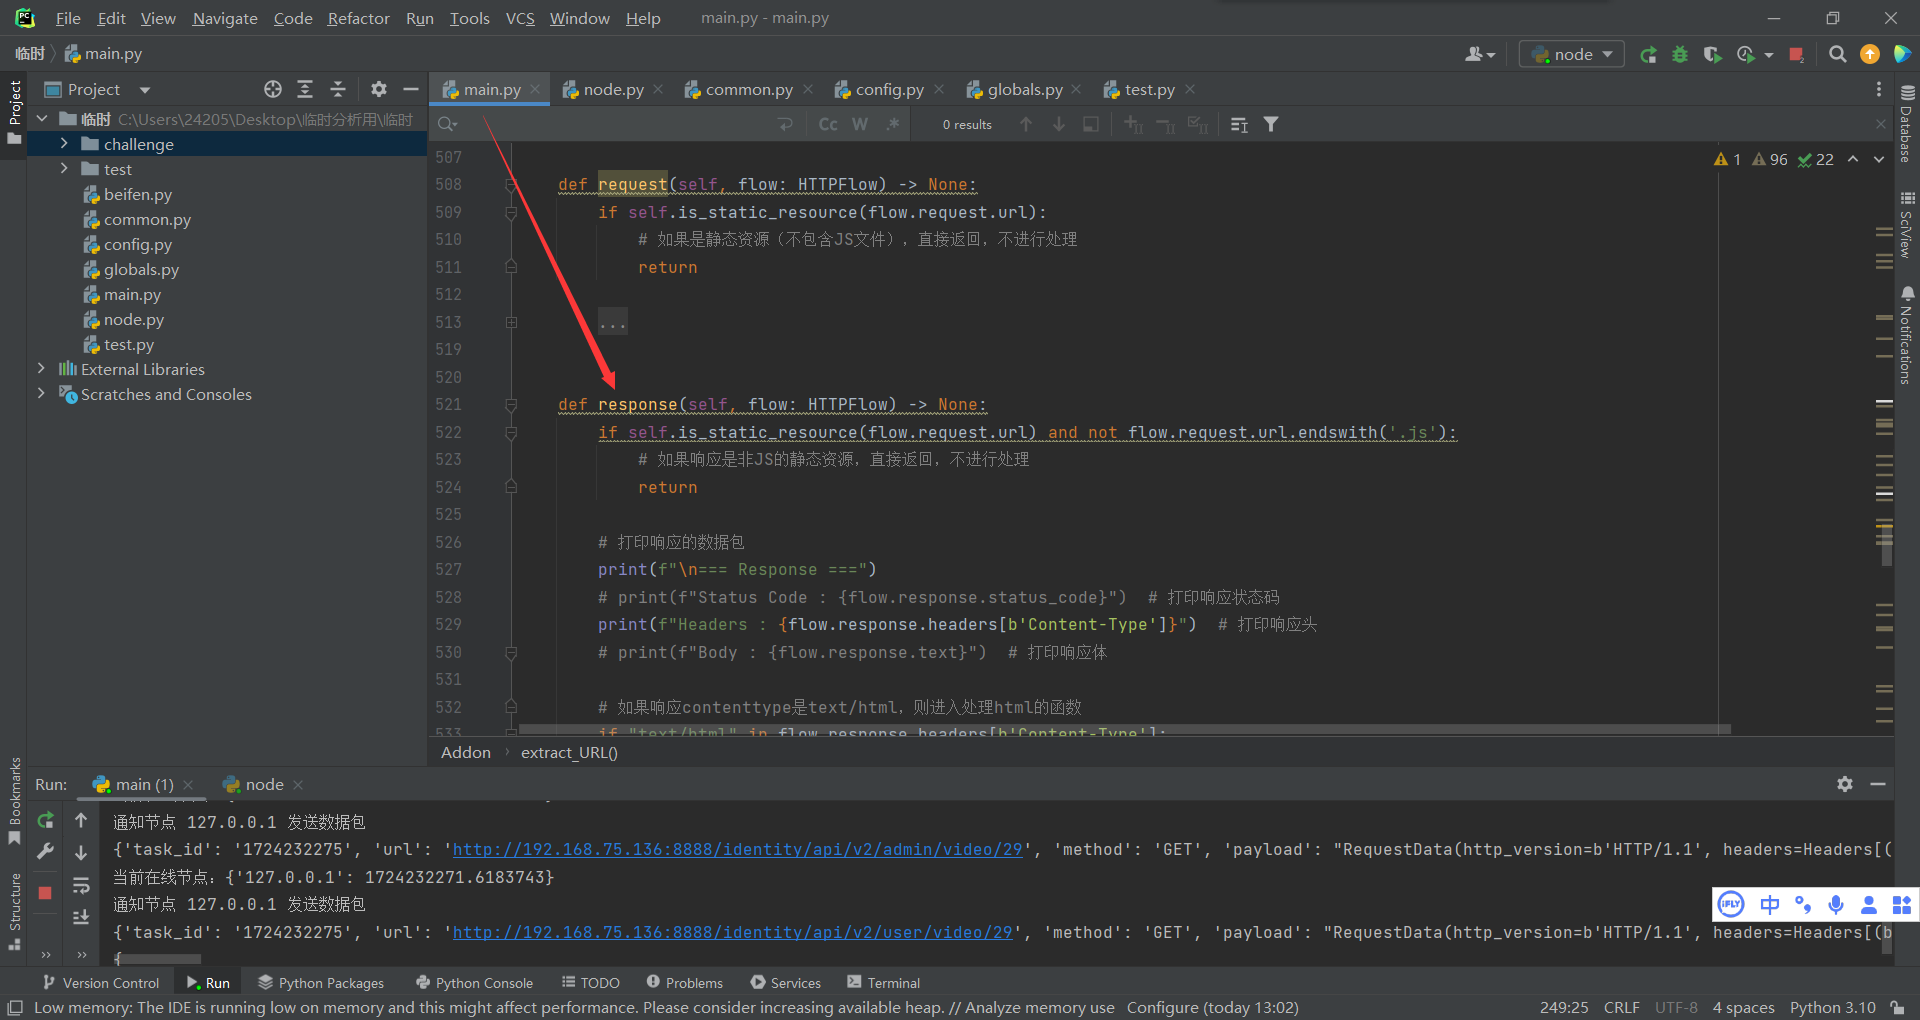 File Edit View Navigate Code Refactor Run Tools VCS Window Help main.py - main.py
临时 main.py
node
Project
main.py node.py common.py config.py globals.py test.py
临时 C:\Users\24205\Desktop\临时分析用\临时
challenge
test
beifen.py
common.py
config.py
globals.py
main.py
node.py
test.py
External Libraries
Scratches and Consoles
Cc W .* 0 results
1 96 22
507
508 def request(self, flow: HTTPFlow) -> None:
509 if self.is_static_resource(flow.request.url):
510 # 如果是静态资源（不包含JS文件），直接返回，不进行处理
511 return
512
513 ...
519
520
521 def response(self, flow: HTTPFlow) -> None:
522 if self.is_static_resource(flow.request.url) and not flow.request.url.endswith('.js'):
523 # 如果响应是非JS的静态资源，直接返回，不进行处理
524 return
525
526 # 打印响应的数据包
527 print(f"\n=== Response ===")
528 # print(f"Status Code : {flow.response.status_code}") # 打印响应状态码
529 print(f"Headers : {flow.response.headers[b'Content-Type']}") # 打印响应头
530 # print(f"Body : {flow.response.text}") # 打印响应体
531
532 # 如果响应contenttype是text/html，则进入处理html的函数
533 if "text/html" in flow.response.headers[b'Content-Type']:
Addon extract_URL()
Project
Bookmarks
Structure
Database
SciView
Notifications
Run: main (1) node
通知节点 127.0.0.1 发送数据包
{'task_id': '1724232275', 'url': 'http://192.168.75.136:8888/identity/api/v2/admin/video/29', 'method': 'GET', 'payload': "RequestData(http_version=b'HTTP/1.1', headers=Headers[(
当前在线节点：{'127.0.0.1': 1724232271.6183743}
通知节点 127.0.0.1 发送数据包
{'task_id': '1724232275', 'url': 'http://192.168.75.136:8888/identity/api/v2/user/video/29', 'method': 'GET', 'payload': "RequestData(http_version=b'HTTP/1.1', headers=Headers[(b
{
iFLY 中
Version Control Run Python Packages Python Console TODO Problems Services Terminal
Low memory: The IDE is running low on memory and this might affect performance. Please consider increasing available heap. // Analyze memory use Configure (today 13:02) 249:25 CRLF UTF-8 4 spaces Python 3.10